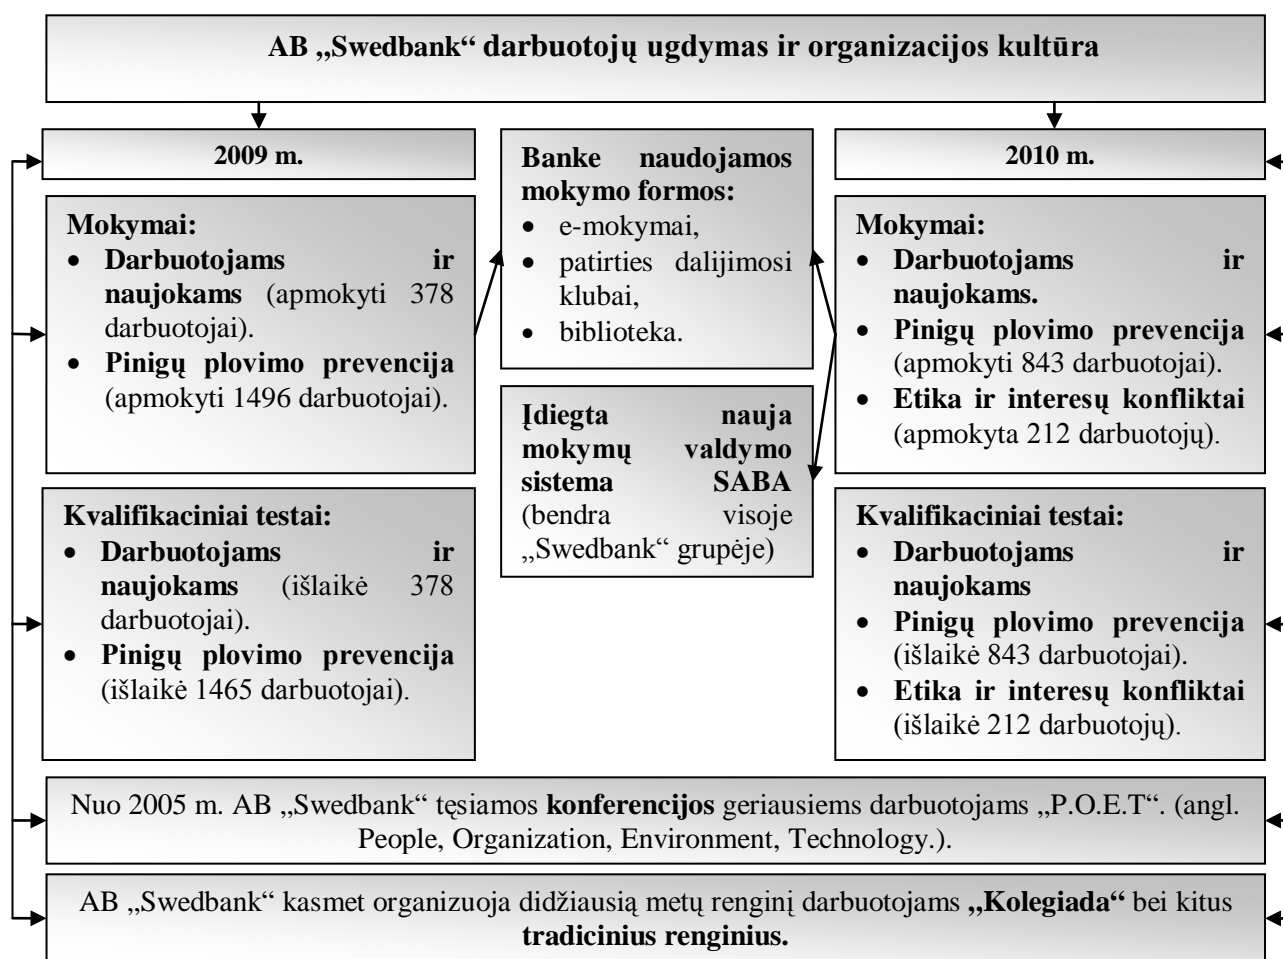 AB „Swedbank“ darbuotojų ugdymas ir organizacijos kultūra
2009 m.
Mokymai:
• Darbuotojams ir
naujokams (apmokyti 378
darbuotojai).
• Pinigų plovimo prevencija
(apmokyti 1496 darbuotojai).
Kvalifikaciniai testai:
• Darbuotojams ir
naujokams (išlaikė 378
darbuotojai).
• Pinigų plovimo prevencija
(išlaikė 1465 darbuotojai).
Banke naudojamos
mokymo formos:
• e-mokymai,
• patirties dalijimosi
klubai,
• biblioteka.
Įdiegta nauja
mokymų valdymo
sistema SABA
(bendra visoje
„Swedbank“ grupėje)
2010 m.
Mokymai:
• Darbuotojams ir
naujokams.
• Pinigų plovimo prevencija
(apmokyti 843 darbuotojai).
• Etika ir interesų konfliktai
(apmokyta 212 darbuotojų).
Kvalifikaciniai testai:
• Darbuotojams ir
naujokams
• Pinigų plovimo prevencija
(išlaikė 843 darbuotojai).
• Etika ir interesų konfliktai
(išlaikė 212 darbuotojų).
Nuo 2005 m. AB „Swedbank“ tęsiamos konferencijos geriausiems darbuotojams „P.O.E.T“. (angl.
People, Organization, Environment, Technology.).
AB „Swedbank“ kasmet organizuoja didžiausią metų renginį darbuotojams „Kolegiada“ bei kitus
tradicinius renginius.